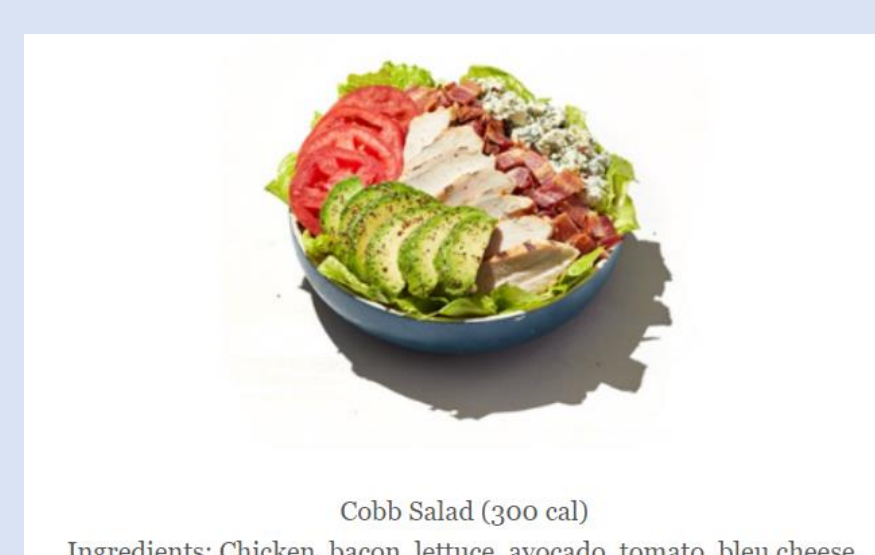 Cobb Salad (300 cal)
Ingredients: Chicken, bacon, lettuce, avocado, tomato, bleu cheese